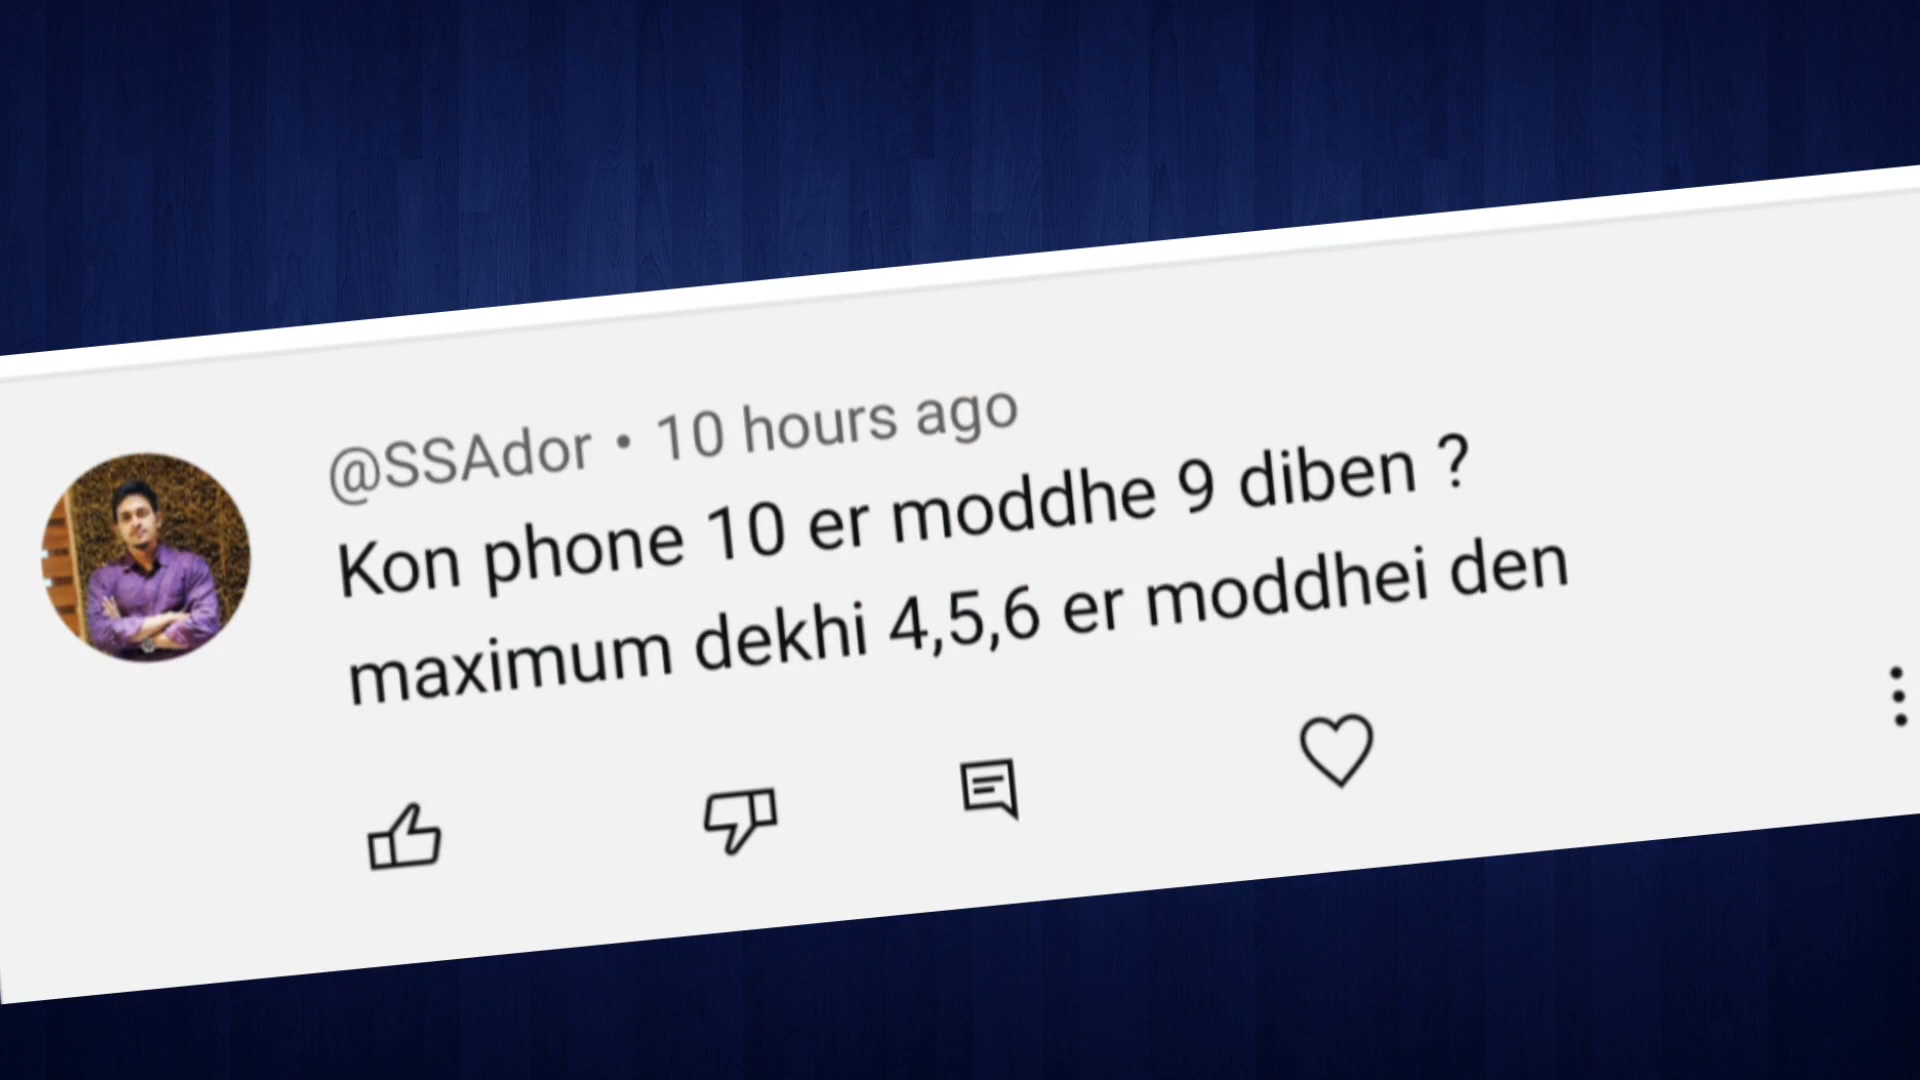 @SSAdor • 10 hours ago
Kon phone 10 er moddhe 9 diben ?
maximum dekhi 4,5,6 er moddhei den